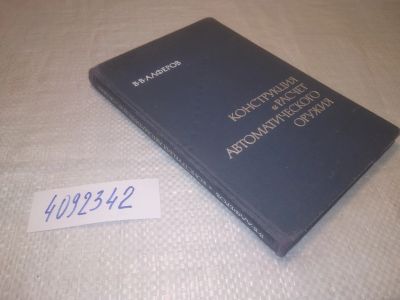 В·В·АЛФЕРОВ
КОНСТРУКЦИЯ
и РАСЧЕТ
АВТОМАТИЧЕСКОГО
ОРУЖИЯ
4092342